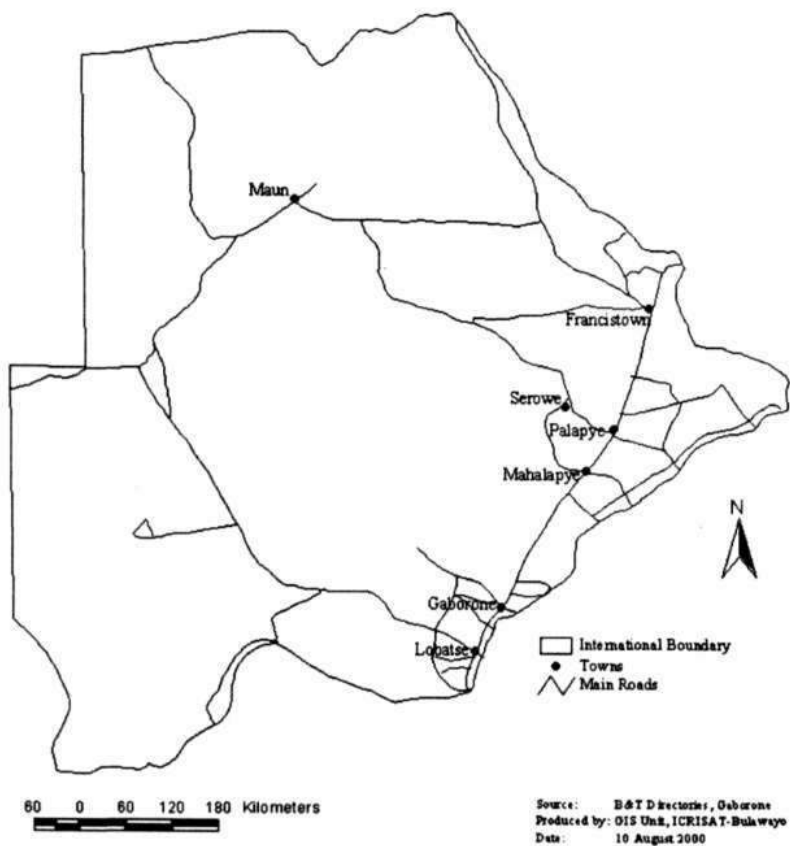 Maun
Francistown
Serowe
Palapye
Mahalapye
N
Gaborone
Lobatse
International Boundary
Towns
Main Roads
60 0 60 120 180 Kilometers
Source: B&T Directories, Gaborone
Produced by: GIS Unit, ICRISAT-Bulawayo
Date: 10 August 2000